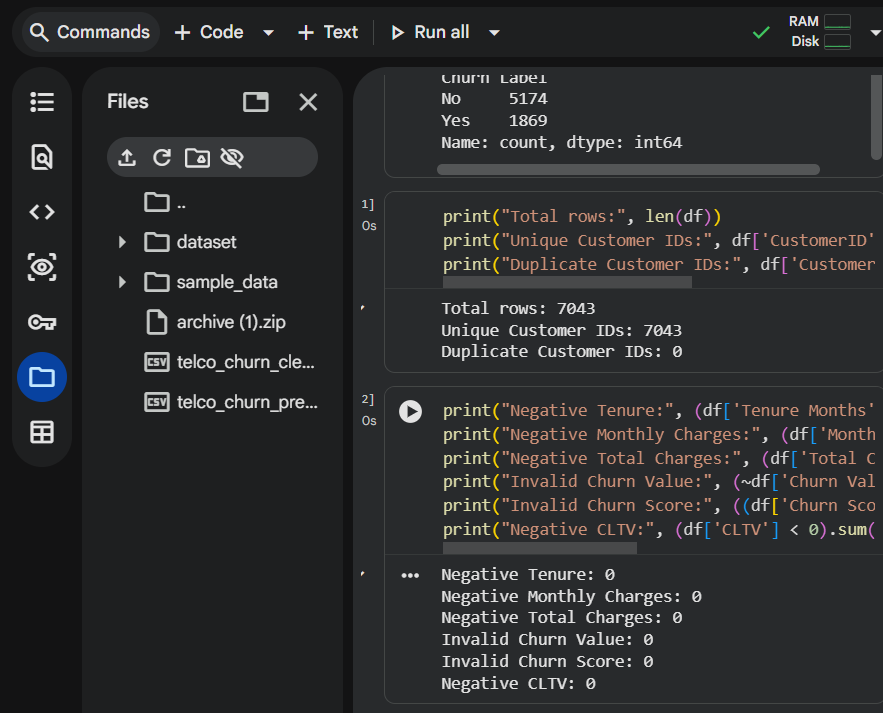 Commands + Code + Text Run all
RAM
Disk
Files
..
dataset
sample_data
archive (1).zip
CSV telco_churn_cle...
CSV telco_churn_pre...
Churn Label
No 5174
Yes 1869
Name: count, dtype: int64
1]
0s
print("Total rows:", len(df))
print("Unique Customer IDs:", df['CustomerID'
print("Duplicate Customer IDs:", df['Customer
Total rows: 7043
Unique Customer IDs: 7043
Duplicate Customer IDs: 0
2]
0s
print("Negative Tenure:", (df['Tenure Months'
print("Negative Monthly Charges:", (df['Month
print("Negative Total Charges:", (df['Total C
print("Invalid Churn Value:", (~df['Churn Val
print("Invalid Churn Score:", ((df['Churn Sco
print("Negative CLTV:", (df['CLTV'] < 0).sum(
Negative Tenure: 0
Negative Monthly Charges: 0
Negative Total Charges: 0
Invalid Churn Value: 0
Invalid Churn Score: 0
Negative CLTV: 0